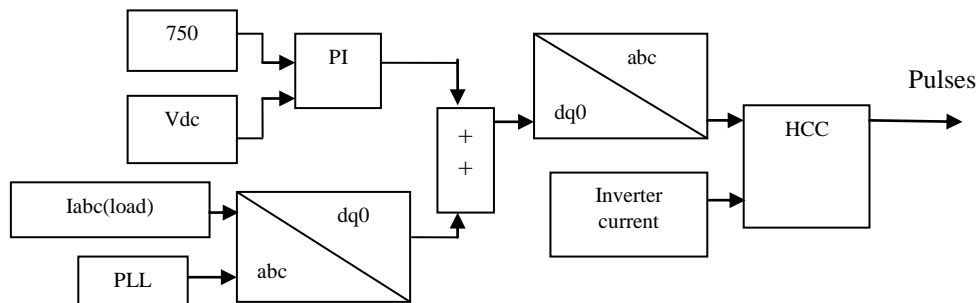 750
PI
Vdc
+
+
abc
dq0
HCC
Pulses
Iabc(load)
dq0
abc
PLL
Inverter
current